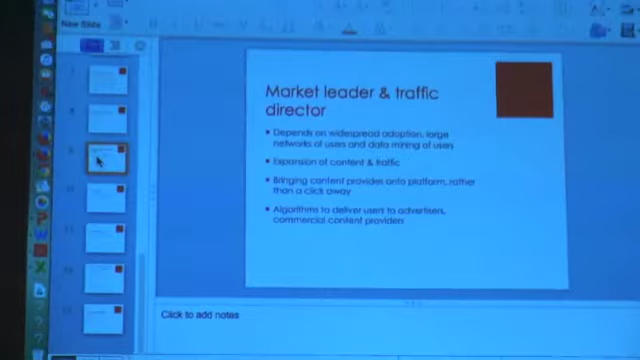 New Slide
Market leader & traffic
director
Depends on widespread adoption, large
networks of users and data mining of users
Expansion of content & traffic
Bringing content provides onto platform, rather
than a click away
Algorithms to deliver users to advertisers,
commercial content providers
Click to add notes